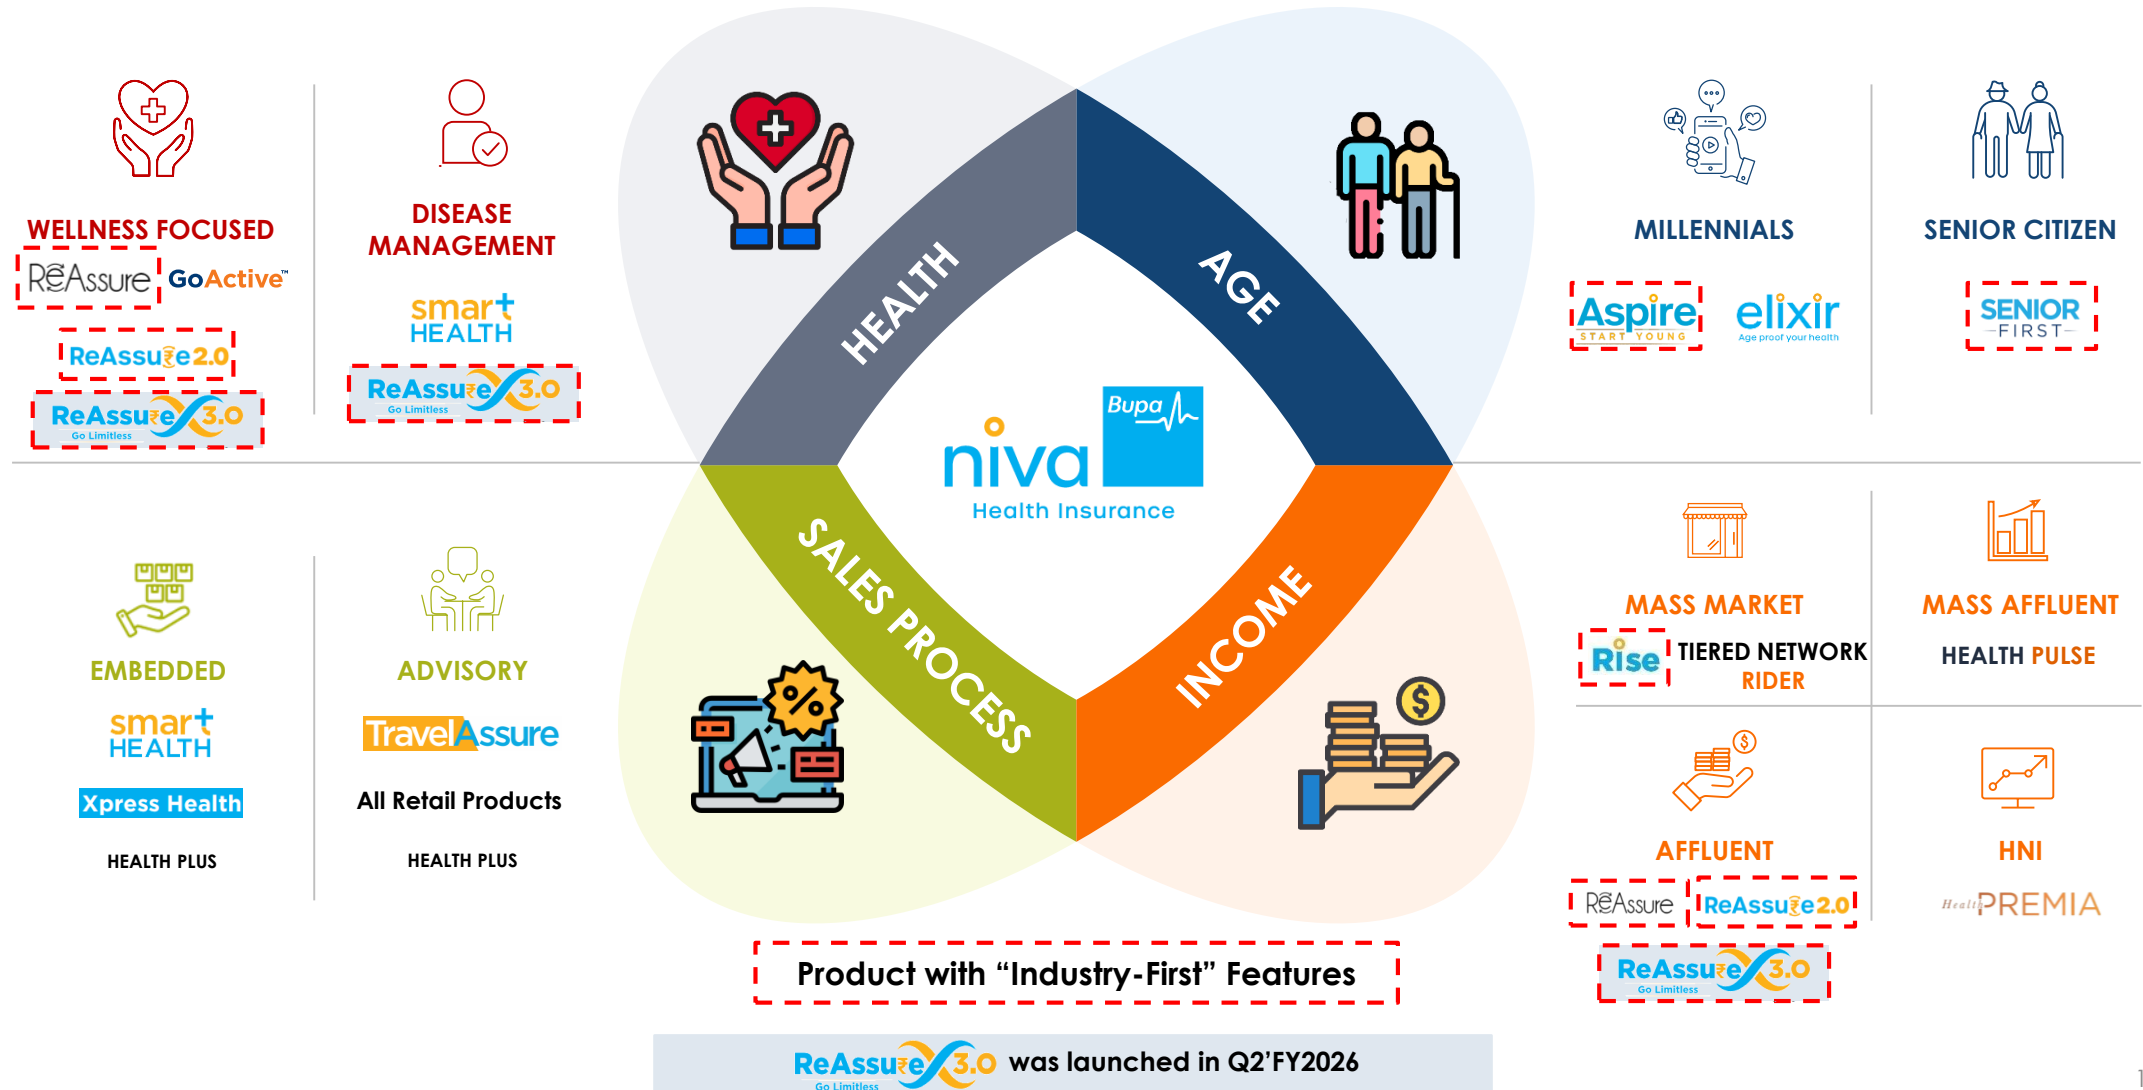 WELLNESS FOCUSED
ReAssure GoActive™
ReAssure 2.0
ReAssure 3.0
Go Limitless
DISEASE
MANAGEMENT
smart
HEALTH
ReAssure 3.0
Go Limitless
HEALTH
AGE
SALES PROCESS
INCOME
Bupa
niva
Health Insurance
MILLENNIALS
Aspire
START YOUNG
elixir
Age proof your health
SENIOR CITIZEN
SENIOR
FIRST
EMBEDDED
smart
HEALTH
Xpress Health
HEALTH PLUS
ADVISORY
TravelAssure
All Retail Products
HEALTH PLUS
MASS MARKET
Rise TIERED NETWORK
RIDER
MASS AFFLUENT
HEALTH PULSE
AFFLUENT
ReAssure ReAssure 2.0
ReAssure 3.0
Go Limitless
HNI
Health PREMIA
Product with “Industry-First” Features
ReAssure 3.0 was launched in Q2’FY2026
Go Limitless
1